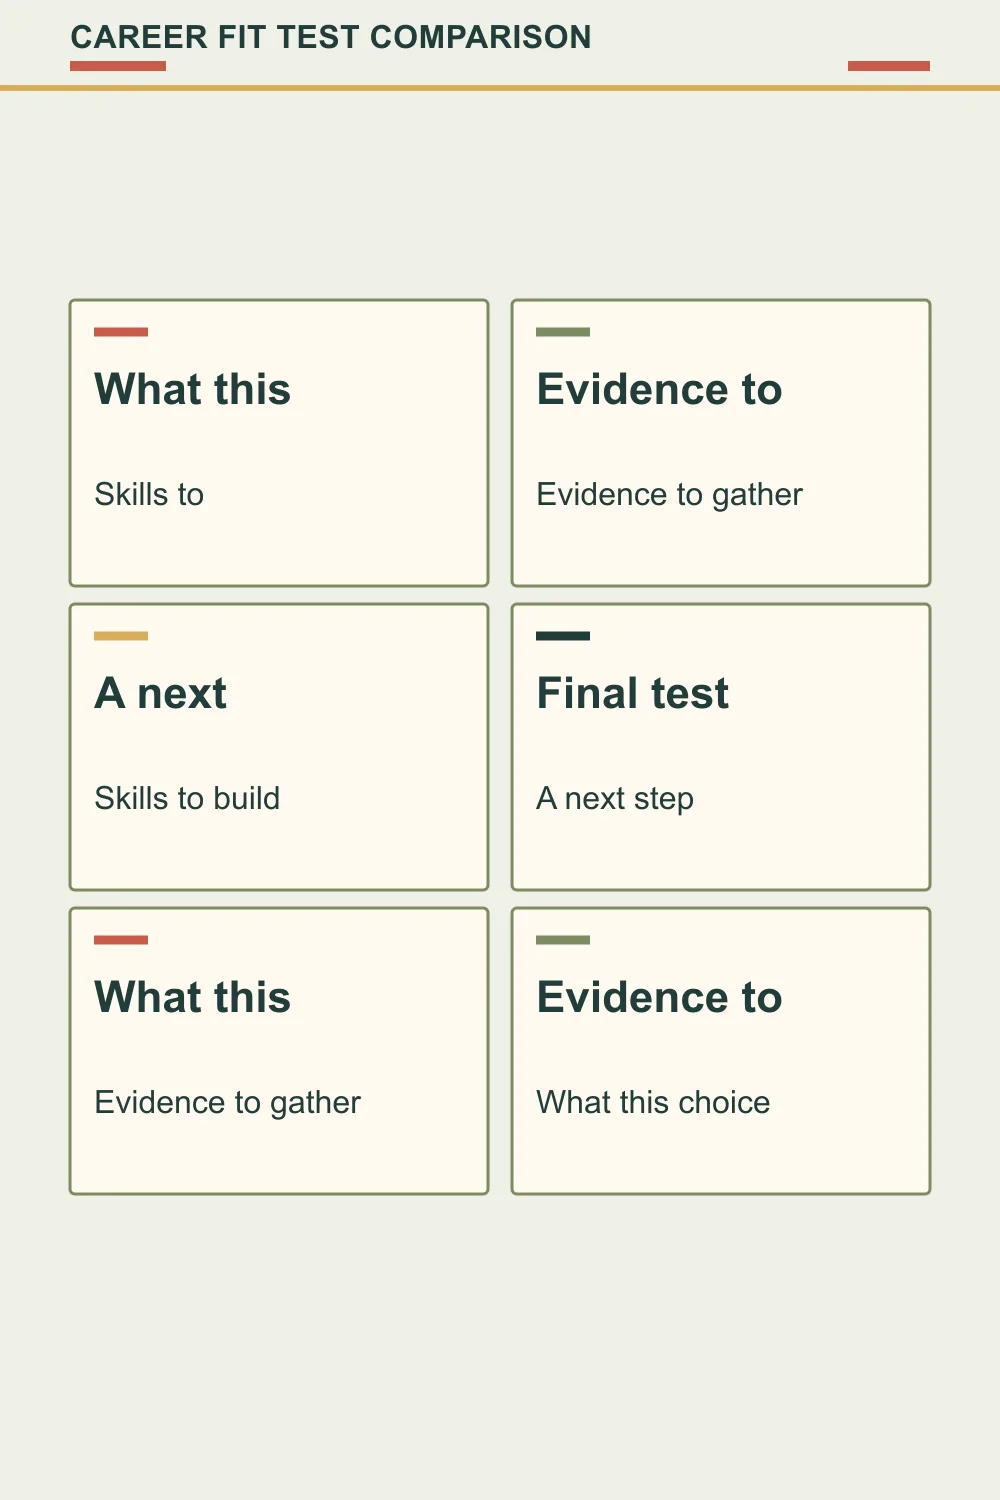 CAREER FIT TEST COMPARISON
What this
Skills to
Evidence to
Evidence to gather
A next
Skills to build
Final test
A next step
What this
Evidence to gather
Evidence to
What this choice